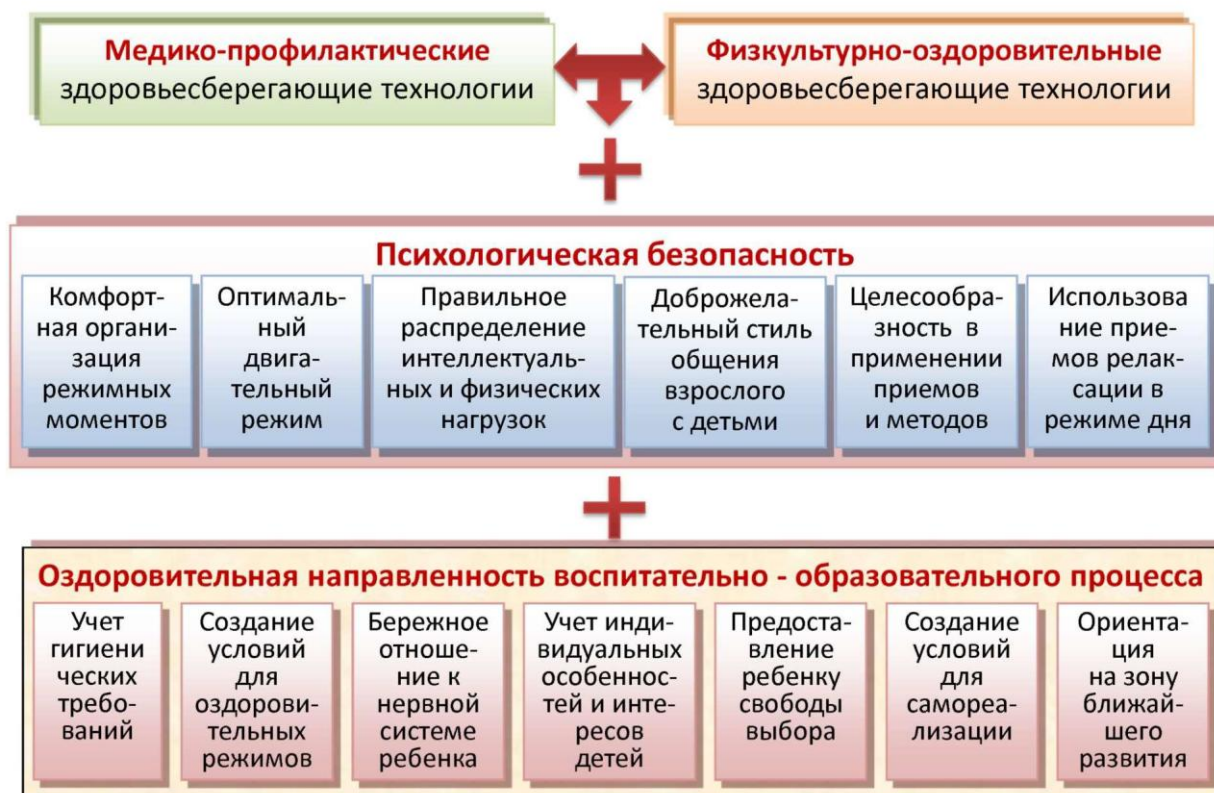 Медико-профилактические
здоровьесберегающие технологии
Физкультурно-оздоровительные
здоровьесберегающие технологии
Психологическая безопасность
Комфорт-
ная органи-
зация
режимных
моментов
Оптималь-
ный
двига-
тельный
режим
Правильное
распределение
интеллектуаль-
ных и физических
нагрузок
Доброжела-
тельный стиль
общения
взрослого
с детьми
Целесообра-
зность в
применении
приемов
и методов
Использова
ние прие-
мов релак-
сации в
режиме дня
Оздоровительная направленность воспитательно - образовательного процесса
Учет
гигиени
ческих
требо-
ваний
Создание
условий
для
оздорови-
тельных
режимов
Бережное
отноше-
ние к
нервной
системе
ребенка
Учет инди-
видуальных
особеннос-
тей и инте-
ресов
детей
Предоста-
вление
ребенку
свободы
выбора
Создание
условий
для
самореа-
лизации
Ориента-
ция
на зону
ближай-
шего
развития